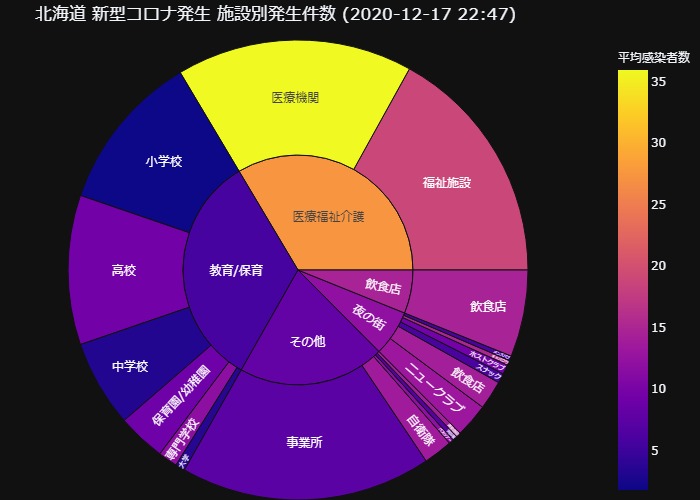 北海道 新型コロナ発生 施設別発生件数 (2020-12-17 22:47)
平均感染者数
35
30
25
20
15
10
5
医療機関
福祉施設
医療福祉介護
小学校
高校
教育/保育
中学校
保育園/幼稚園
専門学校
大学
その他
事業所
自衛隊
夜の街
ニュークラブ
飲食店
スナック
ホストクラブ
飲食店
飲食店